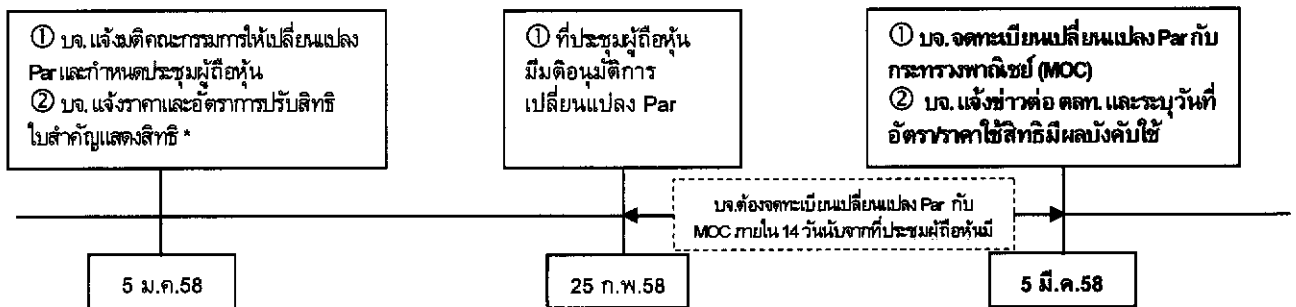 ① บจ. แจ้งมติคณะกรรมการให้เปลี่ยนแปลง
Par และกำหนดประชุมผู้ถือหุ้น
② บจ. แจ้งราคาและอัตราการปรับสิทธิ
ใบสำคัญแสดงสิทธิ *
① ที่ประชุมผู้ถือหุ้น
มีมติอนุมัติการ
เปลี่ยนแปลง Par
① บจ. จดทะเบียนเปลี่ยนแปลง Par กับ
กระทรวงพาณิชย์ (MOC)
② บจ. แจ้งข่าวต่อ ตลท. และระบุวันที่
อัตรา/ราคาใช้สิทธิมีผลบังคับใช้
บจ.ต้องจดทะเบียนเปลี่ยนแปลง Par กับ
MOC ภายใน 14 วันนับจากที่ประชุมผู้ถือหุ้นมี
5 ม.ค.58
25 ก.พ.58
5 มี.ค.58